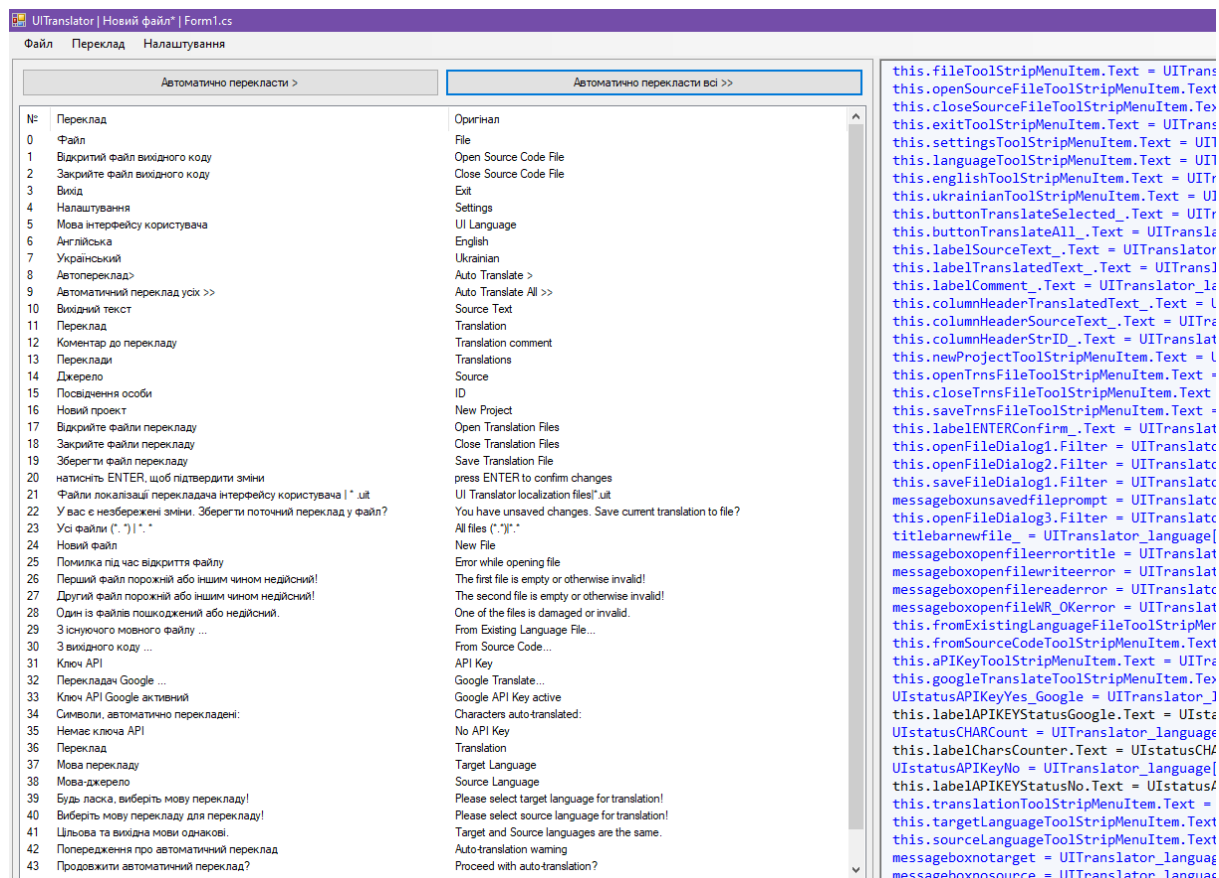 UITranslator | Новий файл* | Form1.cs
Файл Переклад Налаштування
Автоматично перекласти > Автоматично перекласти всі >>
№ Переклад Оригінал
0 Файл File
1 Відкритий файл вихідного коду Open Source Code File
2 Закрийте файл вихідного коду Close Source Code File
3 Вихід Exit
4 Налаштування Settings
5 Мова інтерфейсу користувача UI Language
6 Англійська English
7 Український Ukrainian
8 Автопереклад> Auto Translate >
9 Автоматичний переклад усіх >> Auto Translate All >>
10 Вихідний текст Source Text
11 Переклад Translation
12 Коментар до перекладу Translation comment
13 Переклади Translations
14 Джерело Source
15 Посвідчення особи ID
16 Новий проект New Project
17 Відкрийте файли перекладу Open Translation Files
18 Закрийте файли перекладу Close Translation Files
19 Зберегти файл перекладу Save Translation File
20 натисніть ENTER, щоб підтвердити зміни press ENTER to confirm changes
21 Файли локалізації перекладача інтерфейсу користувача | * .uit UI Translator localization files|*.uit
22 У вас є незбережені зміни. Зберегти поточний переклад у файл? You have unsaved changes. Save current translation to file?
23 Усі файли (*. *) | *. * All files (*.*)|*.*
24 Новий файл New File
25 Помилка під час відкриття файлу Error while opening file
26 Перший файл порожній або іншим чином недійсний! The first file is empty or otherwise invalid!
27 Другий файл порожній або іншим чином недійсний! The second file is empty or otherwise invalid!
28 Один із файлів пошкоджений або недійсний. One of the files is damaged or invalid.
29 З існуючого мовного файлу ... From Existing Language File...
30 З вихідного коду ... From Source Code...
31 Ключ API API Key
32 Перекладач Google ... Google Translate...
33 Ключ API Google активний Google API Key active
34 Символи, автоматично перекладені: Characters auto-translated:
35 Немає ключа API No API Key
36 Переклад Translation
37 Мова перекладу Target Language
38 Мова-джерело Source Language
39 Будь ласка, виберіть мову перекладу! Please select target language for translation!
40 Виберіть мову перекладу для перекладу! Please select source language for translation!
41 Цільова та вихідна мови однакові. Target and Source languages are the same.
42 Попередження про автоматичний переклад Auto-translation warning
43 Продовжити автоматичний переклад? Proceed with auto-translation?
this.fileToolStripMenuItem.Text = UITrans
this.openSourceFileToolStripMenuItem.Text
this.closeSourceFileToolStripMenuItem.Tex
this.exitToolStripMenuItem.Text = UITrans
this.settingsToolStripMenuItem.Text = UIT
this.languageToolStripMenuItem.Text = UIT
this.englishToolStripMenuItem.Text = UITr
this.ukrainianToolStripMenuItem.Text = UI
this.buttonTranslateSelected_.Text = UITr
this.buttonTranslateAll_.Text = UITransla
this.labelSourceText_.Text = UITranslator
this.labelTranslatedText_.Text = UITransl
this.labelComment_.Text = UITranslator_la
this.columnHeaderTranslatedText_.Text = U
this.columnHeaderSourceText_.Text = UITra
this.columnHeaderStrID_.Text = UITranslat
this.newProjectToolStripMenuItem.Text = U
this.openTrnsFileToolStripMenuItem.Text =
this.closeTrnsFileToolStripMenuItem.Text
this.saveTrnsFileToolStripMenuItem.Text =
this.labelENTERConfirm_.Text = UITranslat
this.openFileDialog1.Filter = UITranslato
this.openFileDialog2.Filter = UITranslato
this.saveFileDialog1.Filter = UITranslato
messageboxunsavedfileprompt = UITranslato
this.openFileDialog3.Filter = UITranslato
titlebarnewfile_ = UITranslator_language[
messageboxopenfileerrortitle = UITranslat
messageboxopenfilewriteerror = UITranslat
messageboxopenfilereaderror = UITranslato
messageboxopenfileWR_OKerror = UITranslat
this.fromExistingLanguageFileToolStripMen
this.fromSourceCodeToolStripMenuItem.Text
this.aPIKeyToolStripMenuItem.Text = UITra
this.googleTranslateToolStripMenuItem.Tex
UIstatusAPIKeyYes_Google = UITranslator_l
this.labelAPIKEYStatusGoogle.Text = UIsta
UIstatusCHARCount = UITranslator_language
this.labelCharsCounter.Text = UIstatusCHA
UIstatusAPIKeyNo = UITranslator_language[
this.labelAPIKEYStatusNo.Text = UIstatusA
this.translationToolStripMenuItem.Text =
this.targetLanguageToolStripMenuItem.Text
this.sourceLanguageToolStripMenuItem.Text
messageboxnotarget = UITranslator_languag
messageboxnosource = UITranslator_languag